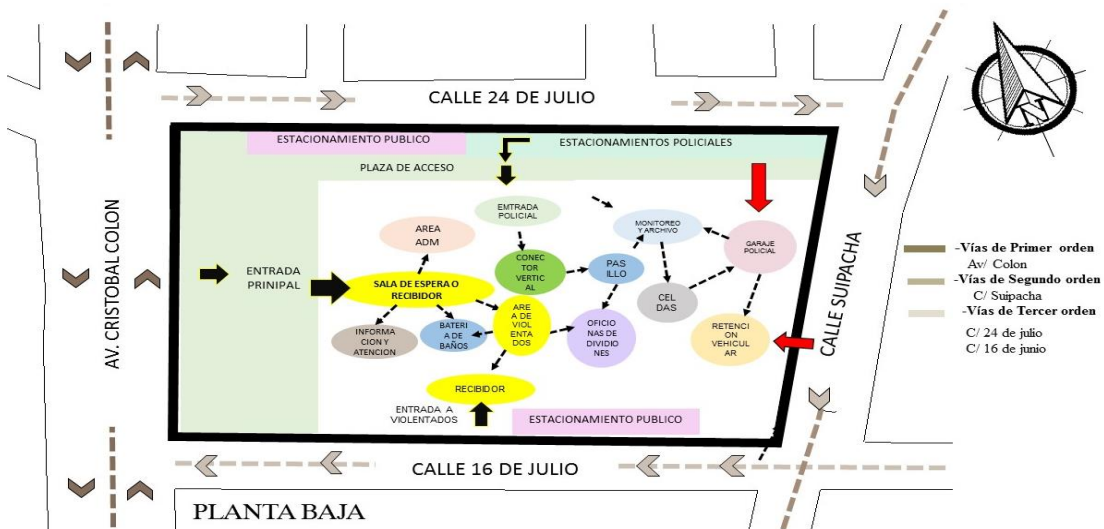 CALLE 24 DE JULIO
ESTACIONAMIENTO PUBLICO
ESTACIONAMIENTOS POLICIALES
PLAZA DE ACCESO
EMTRADA
POLICIAL
MONITOREO
Y ARCHIVO
GARAJE
POLICIAL
AREA
ADM
CONEC
TOR
VERTIC
AL
PAS
ILLO
ENTRADA
PRINIPAL
SALA DE ESPERA O
RECIBIDOR
CEL
DAS
INFORMA
CION Y
ATENCION
BATERI
A DE
BAÑOS
ARE
A DE
VIOL
ENTA
DOS
OFICIO
NAS DE
DIVIDIO
NES
RETENCI
ON
VEHICUL
AR
RECIBIDOR
ENTRADA A
VIOLENTADOS
ESTACIONAMIENTO PUBLICO
CALLE 16 DE JULIO
AV. CRISTOBAL COLON
CALLE SUIPACHA
PLANTA BAJA
N
-Vías de Primer orden
Av/ Colon
-Vías de Segundo orden
C/ Suipacha
-Vías de Tercer orden
C/ 24 de julio
C/ 16 de junio